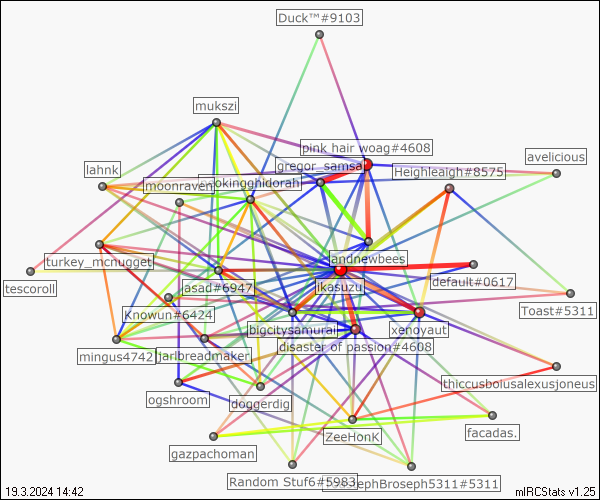 Duck™#9103
mukszi
pink hair woag#4608
gregor_samsa
avelicious
lahnk
Heighleaigh#8575
moonraven
andnewbees
turkey_mcnugget
default#0617
tescoroll
asad#6947
ikasuzu
Knowun#6424
Toast#5311
bigcitysamurai
xenoyaut
disaster of passion#4608
mingus4742
jarlbreadmaker
thiccusboiusalexusjoneus
ogshroom
doggerdig
facadas.
ZeeHonK
gazpachoman
Random Stuf6#5983
ephBroseph5311#5311
19.3.2024 14:42
mIRCStats v1.25